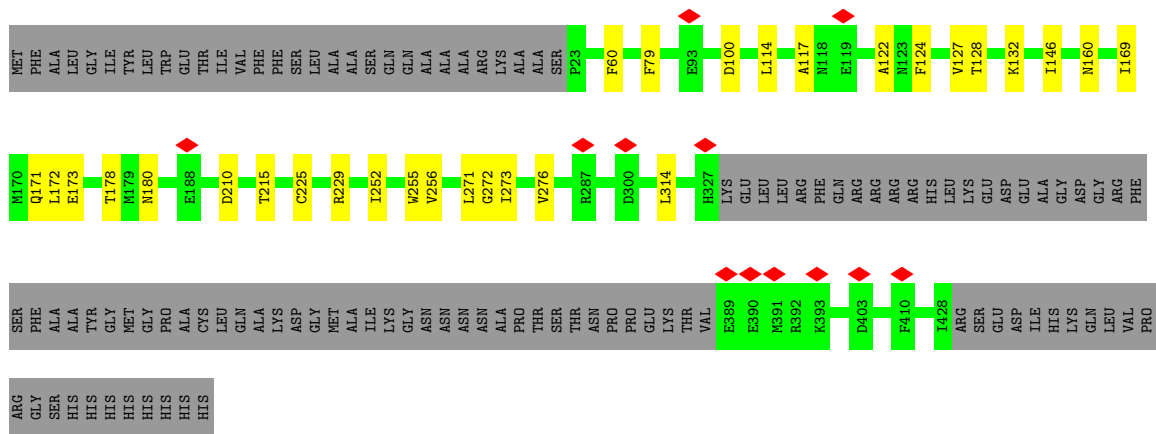 MET PHE ALA LEU GLY ILE TYR LEU TRP GLU THR ILE VAL PHE PHE SER LEU ALA ALA SER GLN GLN ALA ALA ALA ARG LYS ALA ALA SER P23 F60 F79 E93 D100 L114 A117 N118 E119 A122 N123 F124 V127 T128 K132 I146 N160 I169
M170 Q171 L172 E173 T178 M179 N180 E188 D210 T215 C225 R229 I252 W255 V256 L271 G272 I273 V276 R287 D300 L314 H327 LYS GLU LEU LEU ARG PHE GLN ARG ARG ARG ARG HIS LEU LYS GLU ASP GLU ALA GLY ASP GLY ARG PHE
SER PHE ALA ALA TYR GLY MET GLY PRO ALA CYS LEU GLN ALA LYS ASP GLY MET ALA ILE LYS GLY ASN ASN ASN ASN ALA PRO THR SER THR ASN PRO PRO GLU LYS THR VAL E389 E390 M391 R392 K393 D403 F410 I428 ARG SER GLU ASP ILE HIS LYS GLN LEU VAL PRO
ARG GLY SER HIS HIS HIS HIS HIS HIS HIS HIS